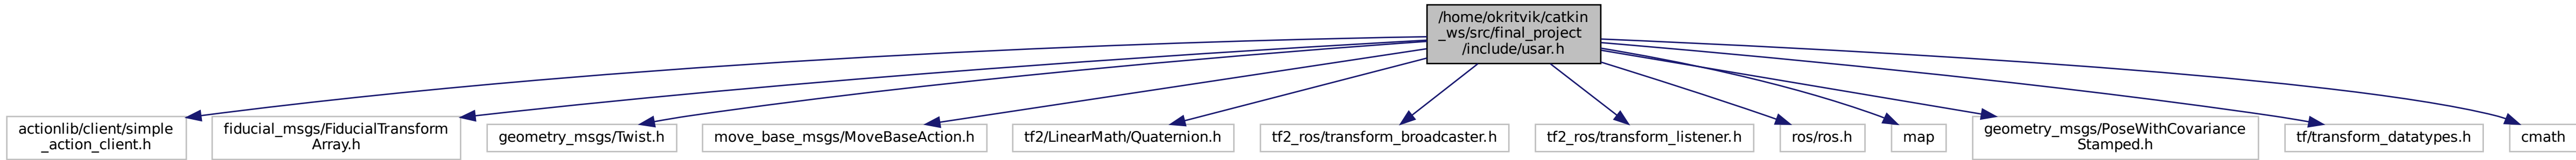 /home/okritvik/catkin
_ws/src/final_project
/include/usar.h
actionlib/client/simple
_action_client.h
fiducial_msgs/FiducialTransform
Array.h
geometry_msgs/Twist.h
move_base_msgs/MoveBaseAction.h
tf2/LinearMath/Quaternion.h
tf2_ros/transform_broadcaster.h
tf2_ros/transform_listener.h
ros/ros.h
map
geometry_msgs/PoseWithCovariance
Stamped.h
tf/transform_datatypes.h
cmath